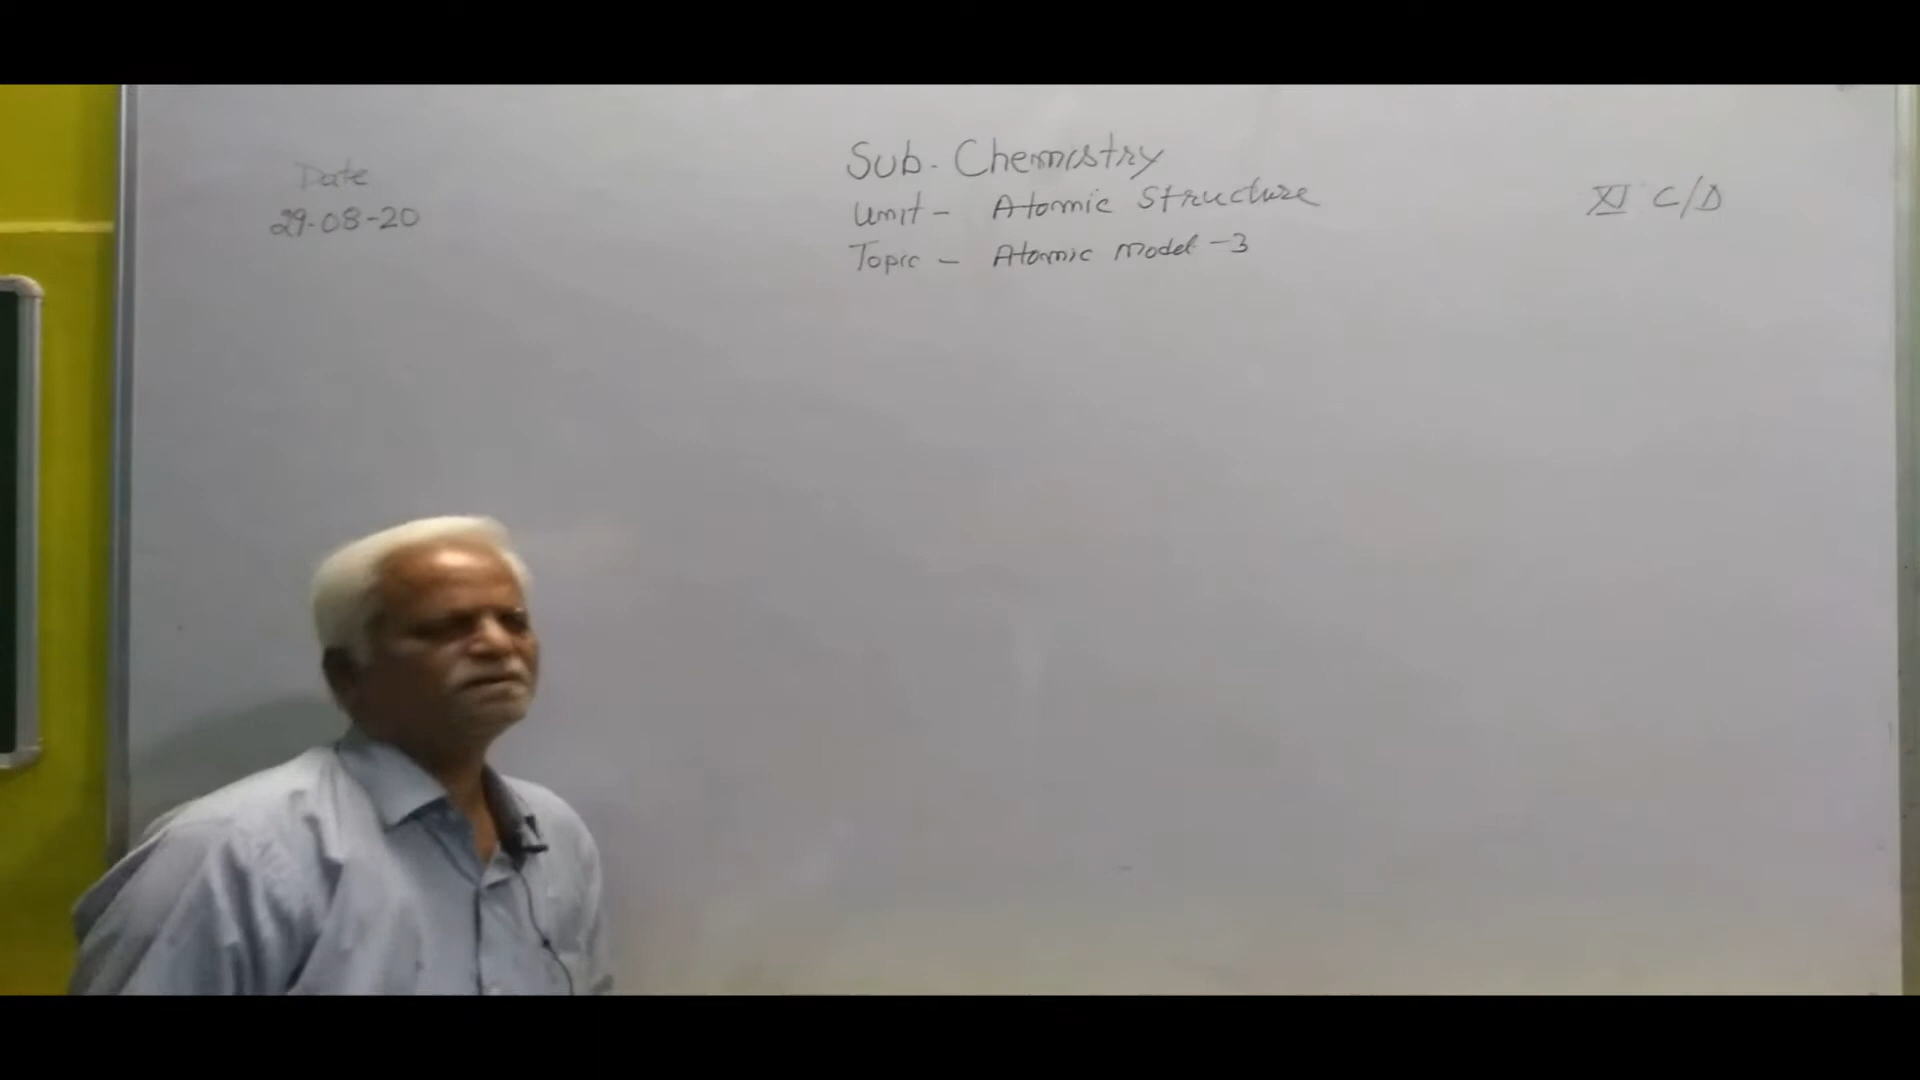 Date
29-08-20
Sub. Chemistry
Unit - Atomic Structure
Topic - Atomic model -3
XI C/D